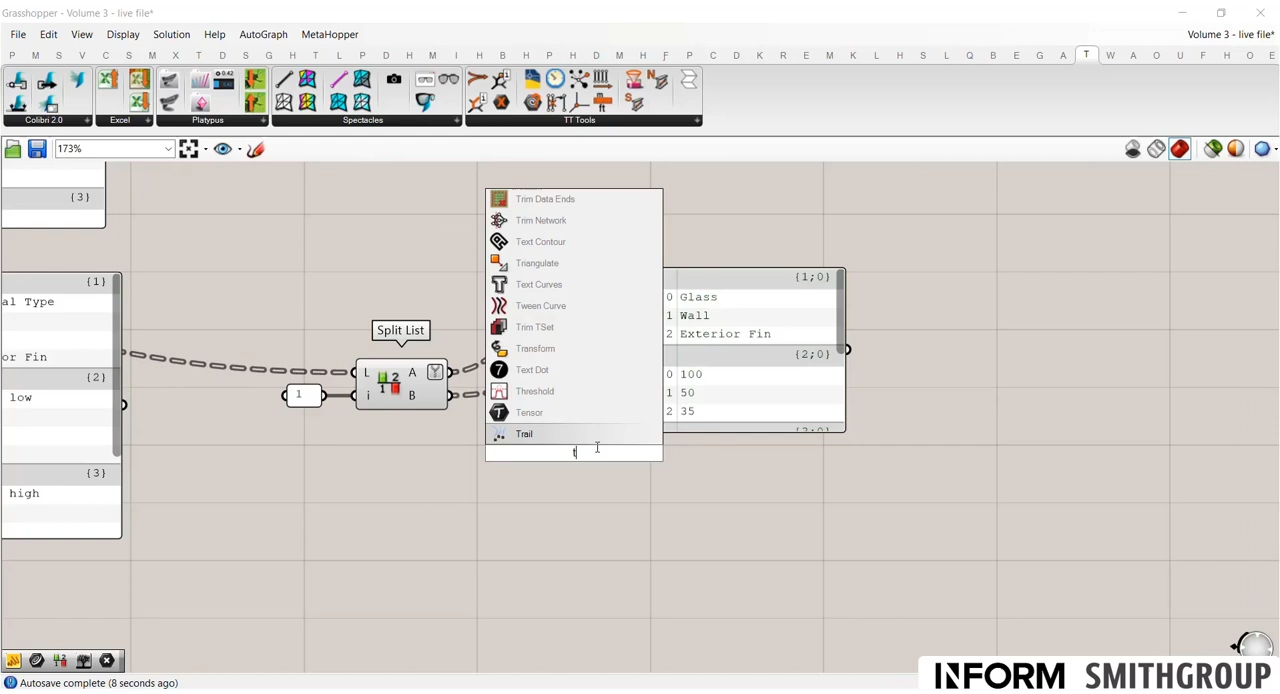 Grasshopper - Volume 3 - live file*
File Edit View Display Solution Help AutoGraph MetaHopper
Volume 3 - live file*
P M S V C D S W M X T D S U P D E M I H B P H D M H F D P R C D M G K L F S U P B E G K C F L S D T W P F H O E
Colibri 2.0 Excel Platypus Spectacles TT Tools
173%
{3}
Trim Data Ends
Trim Network
Text Contour
Triangulate
Text Curves
Tween Curve
Trim TSet
Transform
Text Dot
Threshold
Tensor
Trail
t
{1}
al Type
or Fin
{2}
low
{3}
high
Split List
L A
i B
1
{1;0}
0 Glass
1 Wall
2 Exterior Fin
{2;0}
0 100
1 50
2 35
Autosave complete (8 seconds ago)
INFORM SMITHGROUP